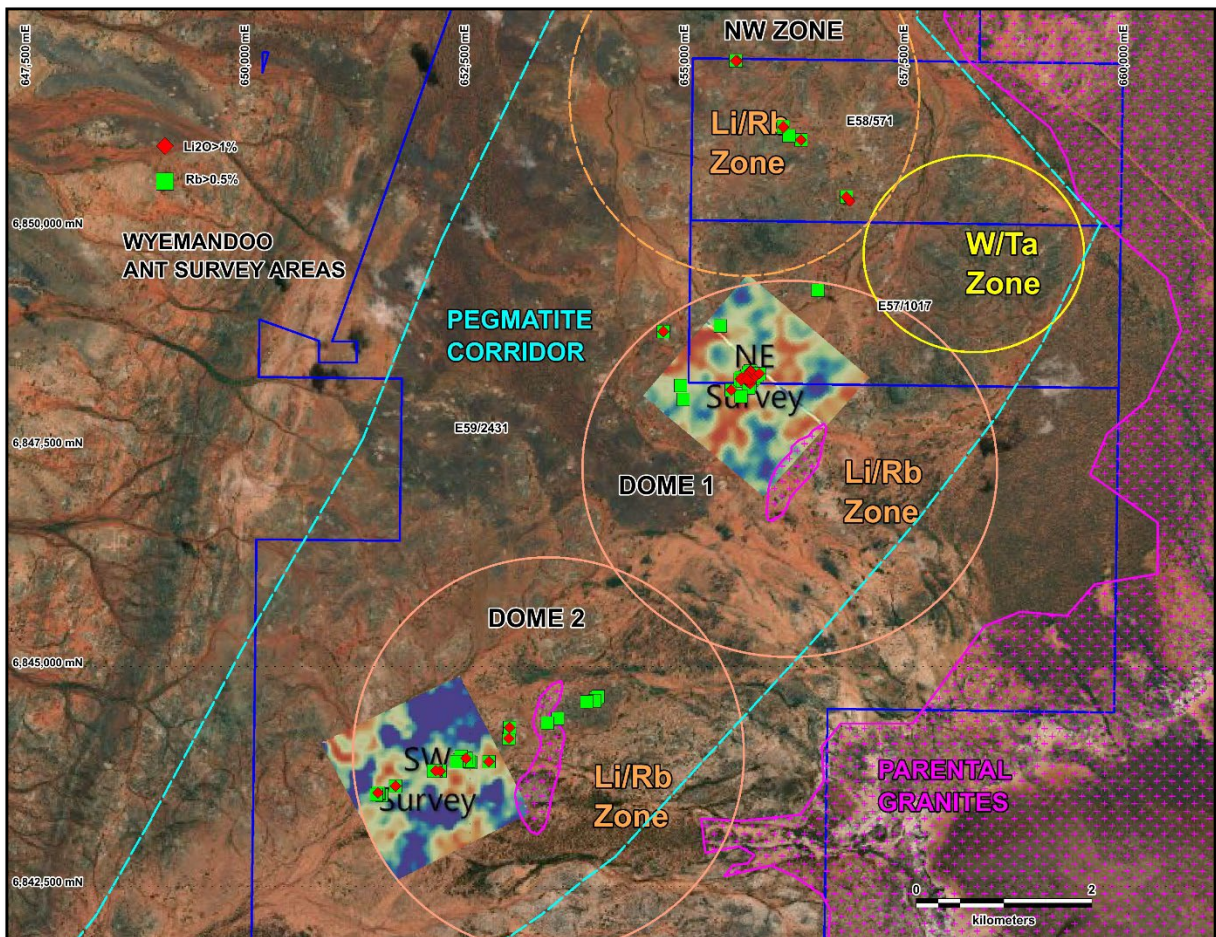 647,500 mE
650,000 mE
652,500 mE
655,000 mE
657,500 mE
660,000 mE
NW ZONE
Li2O>1%
Rb>0.5%
Li/Rb
Zone
E58/571
6,850,000 mN
WYEMANDOO
ANT SURVEY AREAS
W/Ta
Zone
PEGMATITE
CORRIDOR
E57/1017
NE
Survey
E59/2431
6,847,500 mN
DOME 1
Li/Rb
Zone
DOME 2
6,845,000 mN
SW
Survey
Li/Rb
Zone
PARENTAL
GRANITES
6,842,500 mN
0
2
kilometers